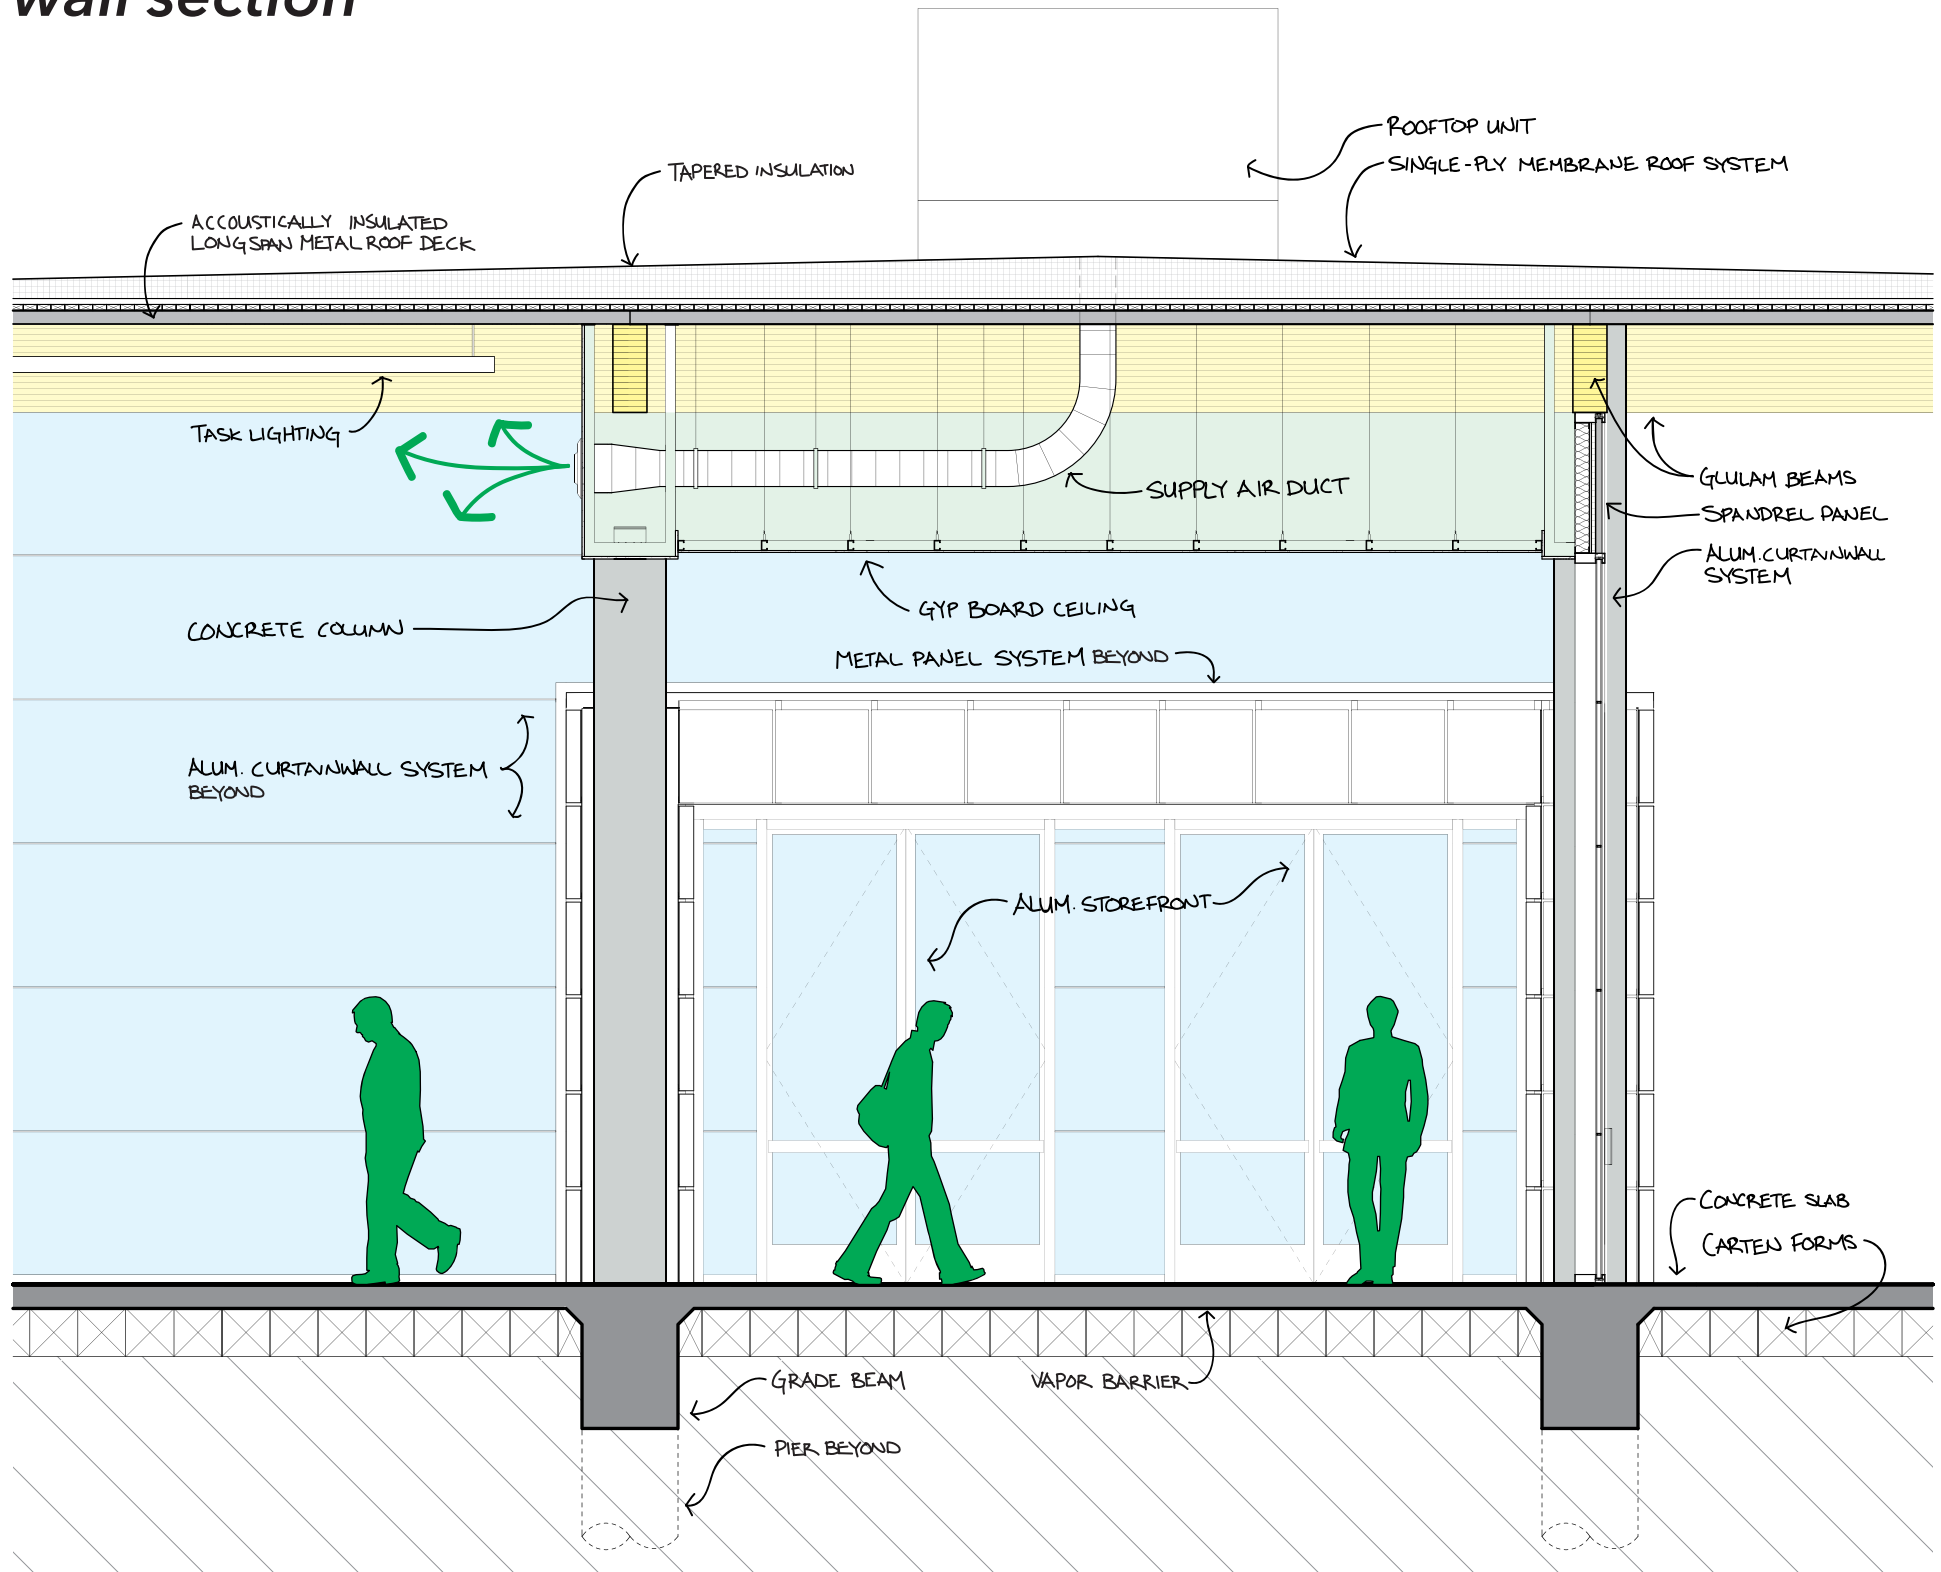 wall section
ROOFTOP UNIT
SINGLE-PLY MEMBRANE ROOF SYSTEM
TAPERED INSULATION
ACCOUSTICALLY INSULATED
LONGSPAN METAL ROOF DECK
TASK LIGHTING
SUPPLY AIR DUCT
GLULAM BEAMS
SPANDREL PANEL
ALUM. CURTAINWALL
SYSTEM
GYP BOARD CEILING
CONCRETE COLUMN
METAL PANEL SYSTEM BEYOND
ALUM. CURTAINWALL SYSTEM
BEYOND
ALUM. STOREFRONT
CONCRETE SLAB
CARTEN FORMS
GRADE BEAM
VAPOR BARRIER
PIER BEYOND